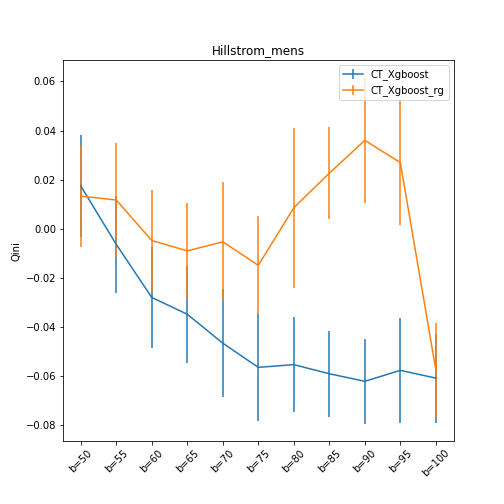 Hillstrom_mens
CT_Xgboost
CT_Xgboost_rg
Qini
0.06
0.04
0.02
0.00
−0.02
−0.04
−0.06
−0.08
b=50
b=55
b=60
b=65
b=70
b=75
b=80
b=85
b=90
b=95
b=100